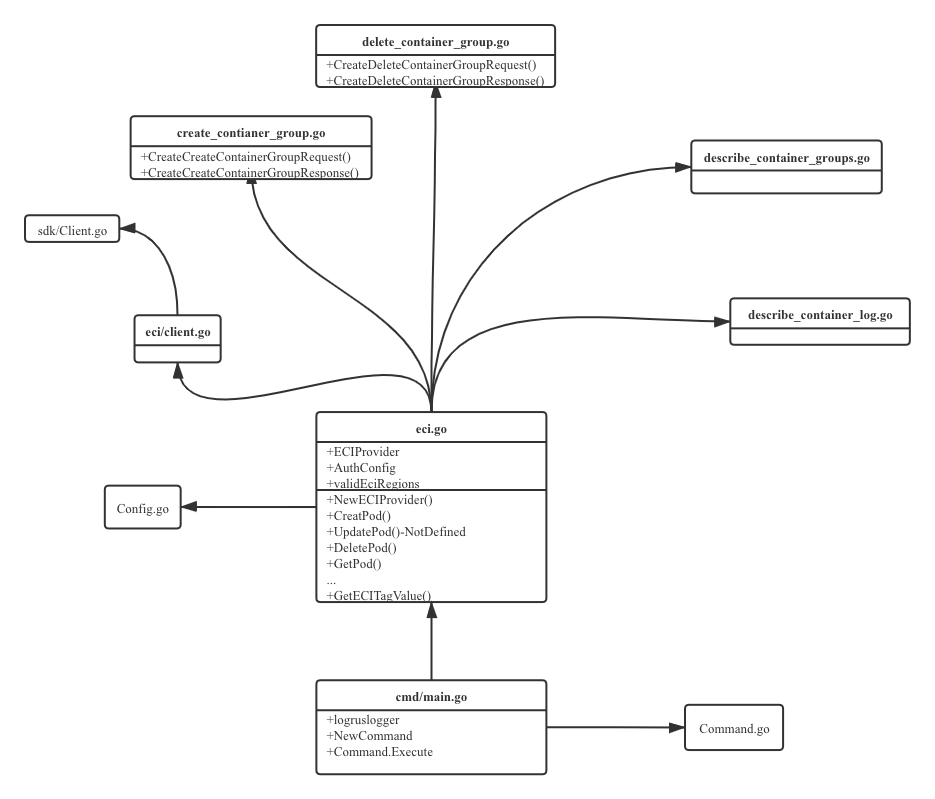 delete_container_group.go
+CreateDeleteContainerGroupRequest()
+CreateDeleteContainerGroupResponse()
create_contianer_group.go
+CreateCreateContainerGroupRequest()
+CreateCreateContainerGroupResponse()
describe_container_groups.go
sdk/Client.go
eci/client.go
describe_container_log.go
eci.go
+ECIProvider
+AuthConfig
+validEciRegions
+NewECIProvider()
+CreatPod()
+UpdatePod()-NotDefined
+DeletePod()
+GetPod()
...
+GetECITagValue()
Config.go
cmd/main.go
+logruslogger
+NewCommand
+Command.Execute
Command.go